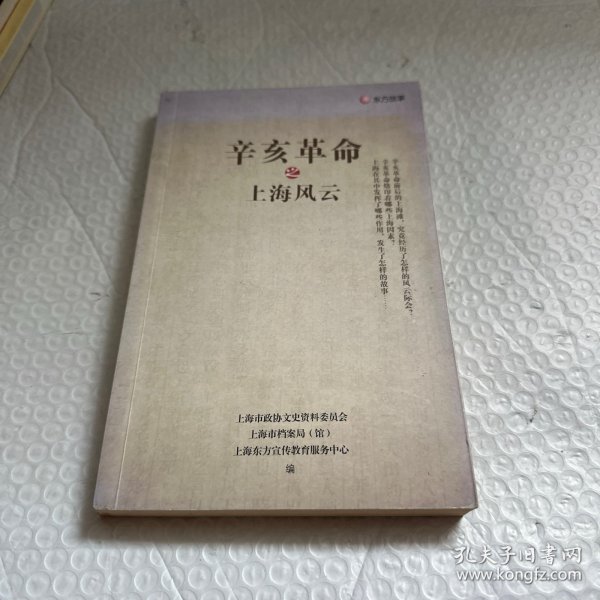 东方故事
辛亥革命
之
上海风云
辛亥革命前后的上海滩，究竟经历了怎样的风云际会？
辛亥革命烙印着哪些上海因素？
上海在其中发挥了哪些作用，发生了怎样的故事……
上海市政协文史资料委员会
上海市档案局（馆）
上海东方宣传教育服务中心
编
孔夫子旧书网
www.kongfz.com